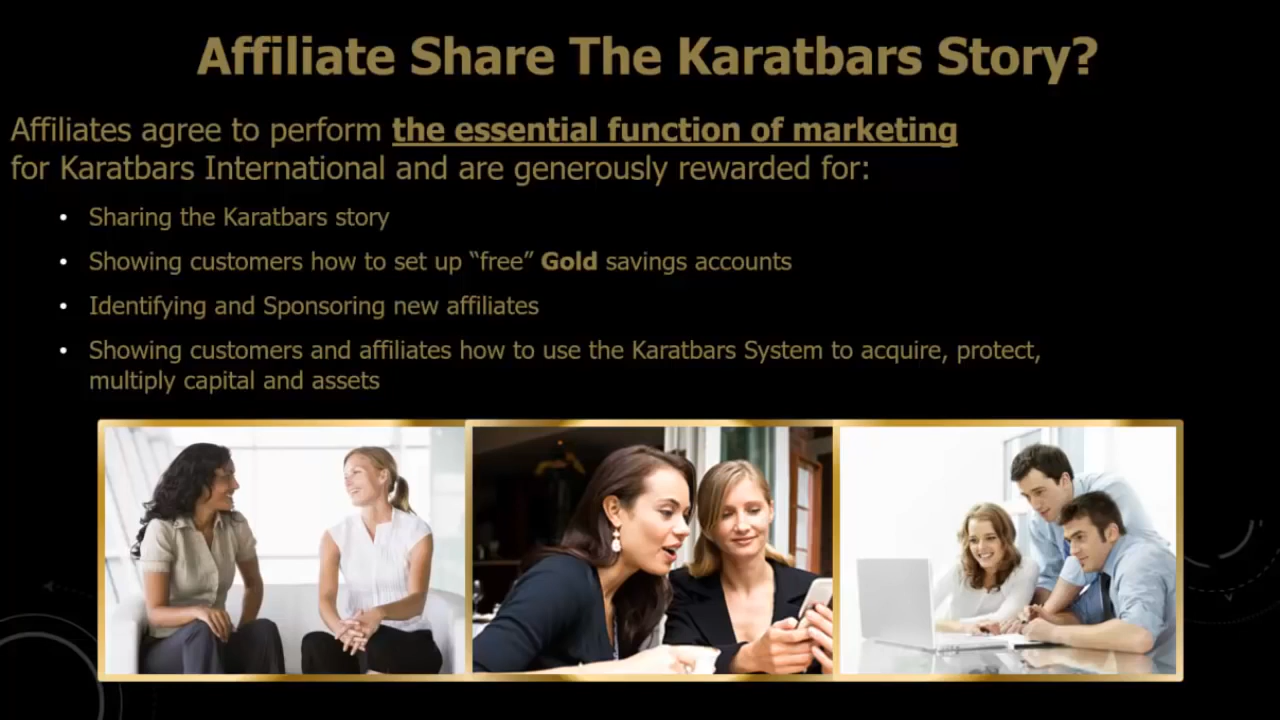 Affiliate Share The Karatbars Story?
Affiliates agree to perform the essential function of marketing
for Karatbars International and are generously rewarded for:
• Sharing the Karatbars story
• Showing customers how to set up “free” Gold savings accounts
• Identifying and Sponsoring new affiliates
• Showing customers and affiliates how to use the Karatbars System to acquire, protect,
multiply capital and assets